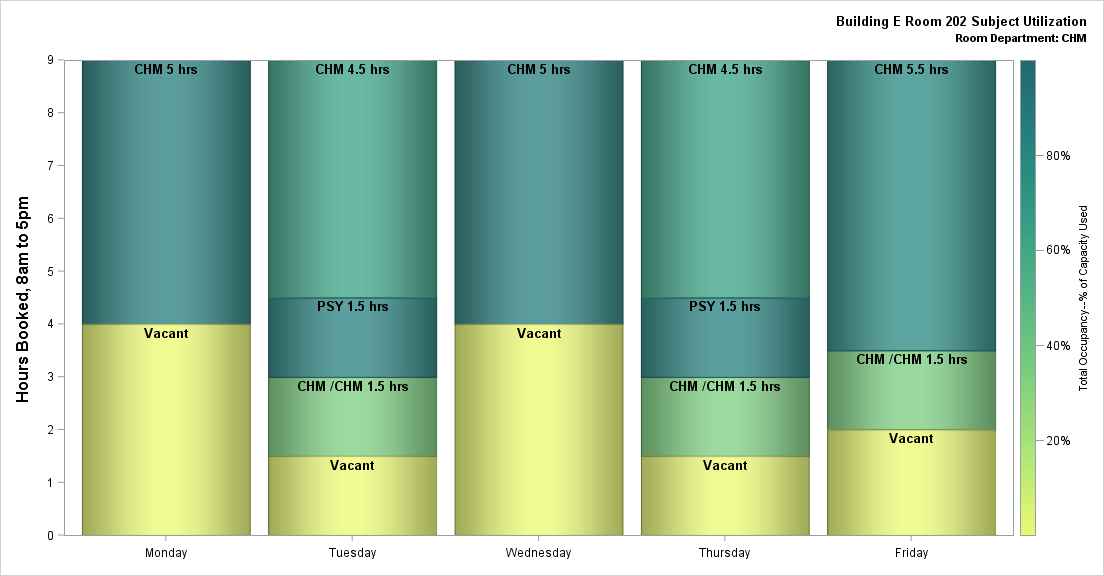 Building E Room 202 Subject Utilization
Room Department: CHM
Hours Booked, 8am to 5pm
9
8
7
6
5
4
3
2
1
0
CHM 5 hrs
Vacant
CHM 4.5 hrs
PSY 1.5 hrs
CHM /CHM 1.5 hrs
Vacant
CHM 5 hrs
Vacant
CHM 4.5 hrs
PSY 1.5 hrs
CHM /CHM 1.5 hrs
Vacant
CHM 5.5 hrs
CHM /CHM 1.5 hrs
Vacant
Monday
Tuesday
Wednesday
Thursday
Friday
80%
60%
40%
20%
Total Occupancy--% of Capacity Used